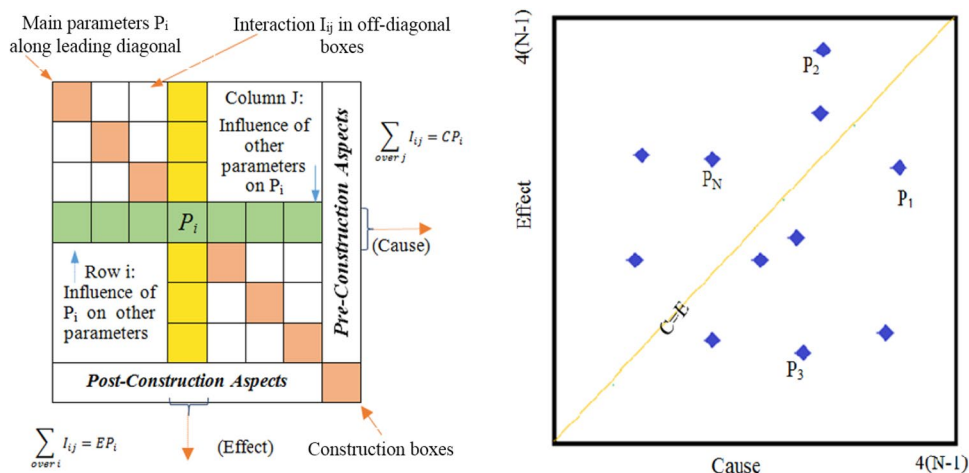 Main parameters Pi
along leading diagonal
Interaction Iij in off-diagonal
boxes
Column J:
Influence of
other
parameters
on Pi
∑ Iij = CPi
over j
Pre-Construction Aspects
Pi
(Cause)
Row i:
Influence of
Pi on other
parameters
Post-Construction Aspects
∑ Iij = EPi
over i
(Effect)
Construction boxes
4(N-1)
Effect
P2
PN
P1
C=E
P3
Cause
4(N-1)